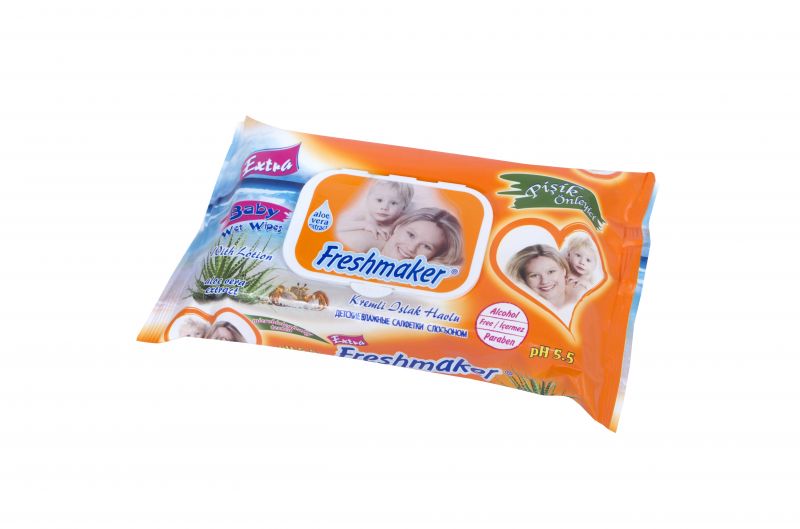 Extra
Baby
Wet Wipes
With Lotion
aloe vera
extract
aloe
vera
extract
Freshmaker®
Kremli Islak Havlu
ДЕТСКИЕ ВЛАЖНЫЕ САЛФЕТКИ С ЛОСЬОНОМ
Pişik
Önleyici
Alcohol
Free / İçermez
Paraben
pH 5.5
Extra
Freshmaker®